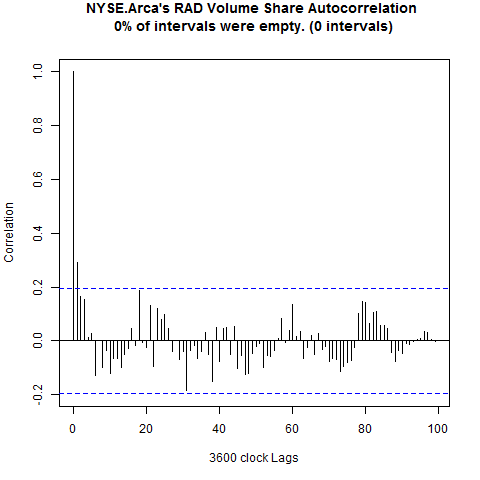 NYSE.Arca's RAD Volume Share Autocorrelation
0% of intervals were empty. (0 intervals)
1.0
0.8
0.6
0.4
0.2
0.0
-0.2
Correlation
0 20 40 60 80 100
3600 clock Lags